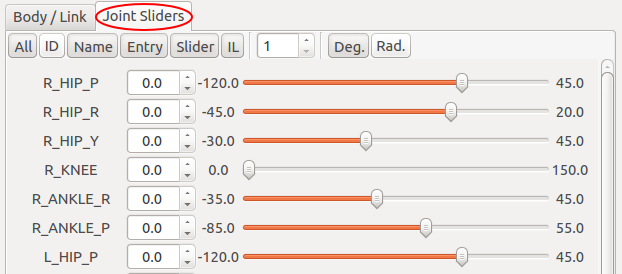 Body / Link Joint Sliders
All ID Name Entry Slider IL 1 Deg. Rad.
R_HIP_P 0.0 -120.0 45.0
R_HIP_R 0.0 -45.0 20.0
R_HIP_Y 0.0 -30.0 45.0
R_KNEE 0.0 0.0 150.0
R_ANKLE_R 0.0 -35.0 45.0
R_ANKLE_P 0.0 -85.0 55.0
L_HIP_P 0.0 -120.0 45.0